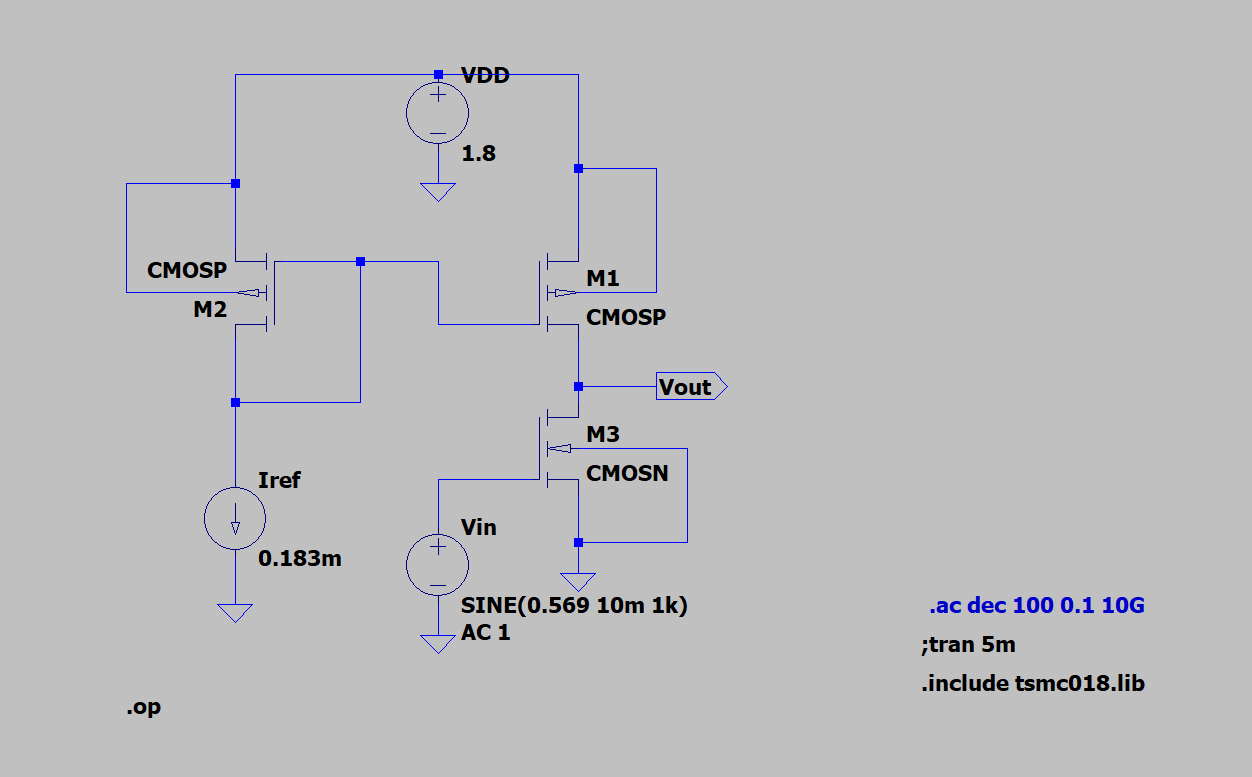 VDD
1.8
CMOSP
M2
M1
CMOSP
Vout
M3
CMOSN
Iref
0.183m
Vin
SINE(0.569 10m 1k)
AC 1
.ac dec 100 0.1 10G
;tran 5m
.include tsmc018.lib
.op